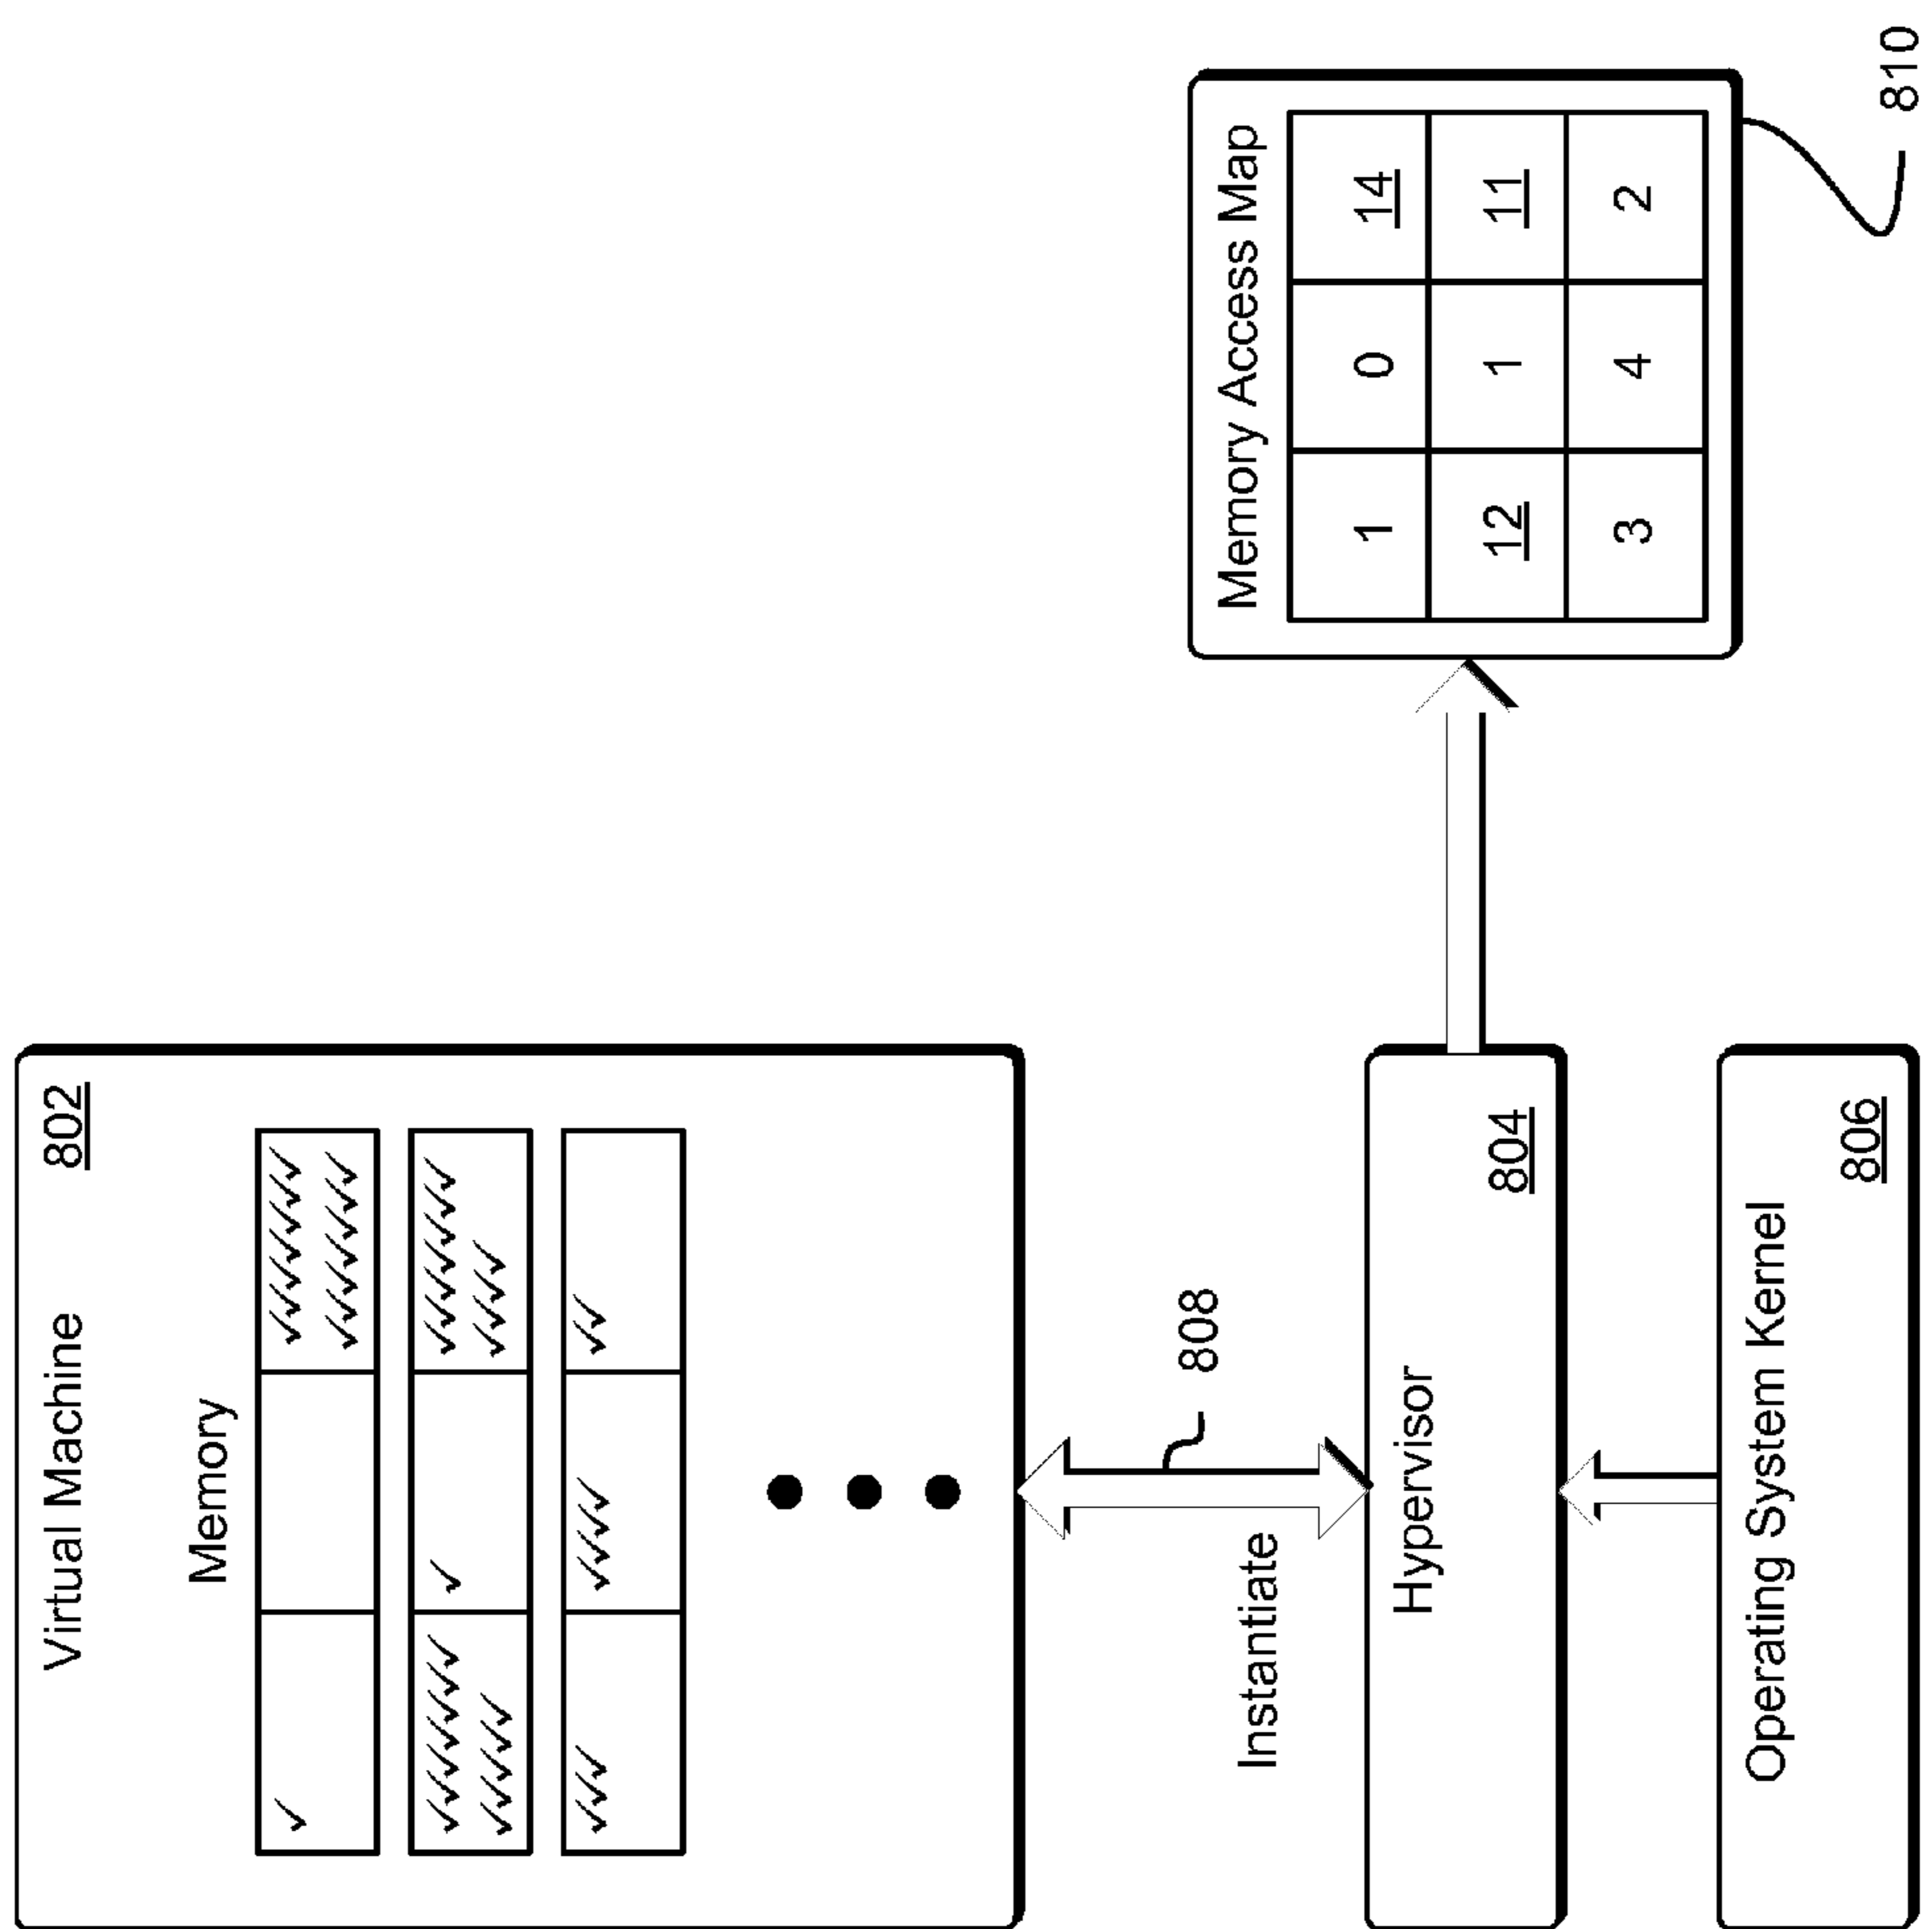 Virtual Machine
802
Memory
Instantiate
808
Hypervisor
804
Operating System Kernel
806
Memory Access Map
1 0 14
12 1 11
3 4 2
810